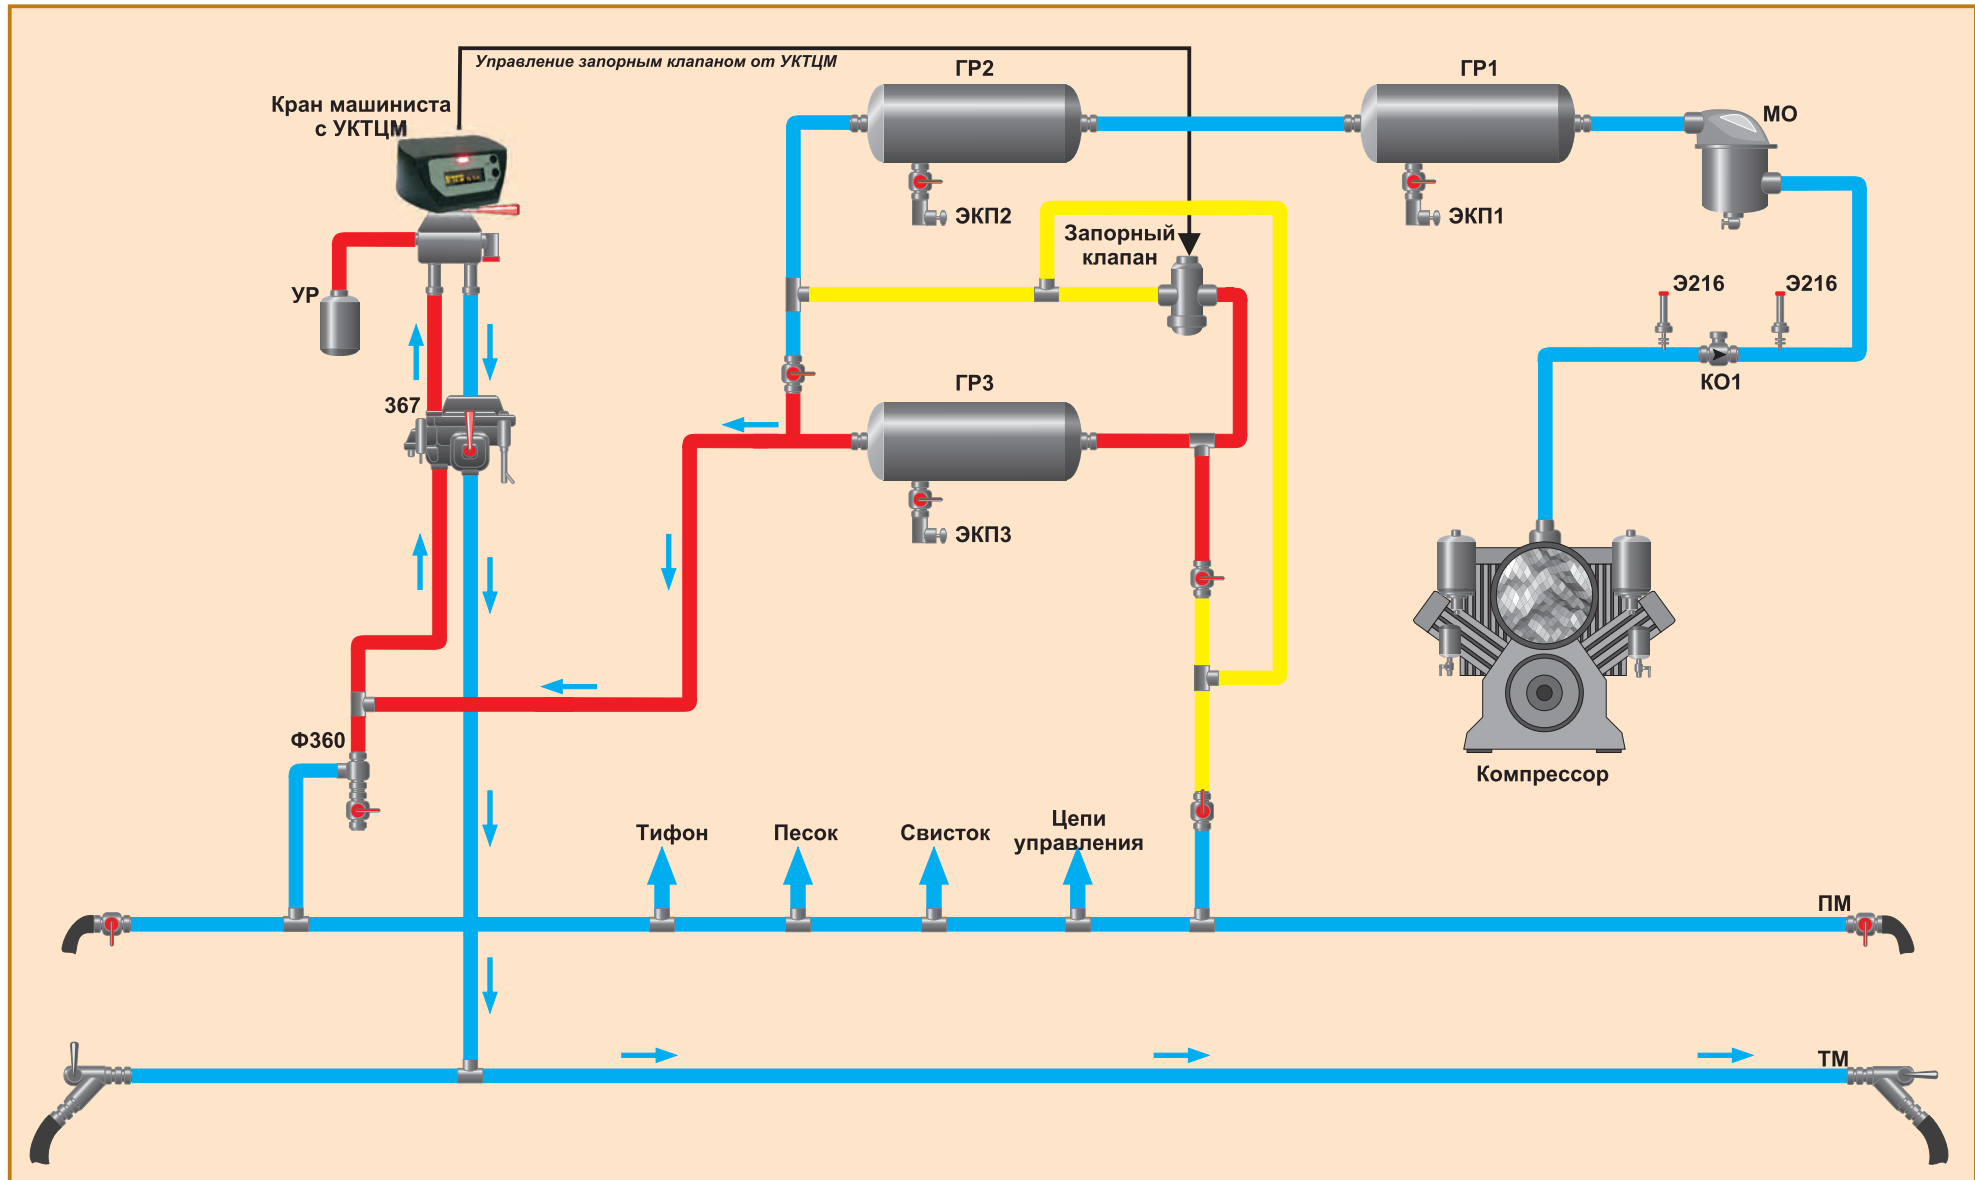 Управление запорным клапаном от УКТЦМ
Кран машиниста
с УКТЦМ
ГР2
ГР1
МО
ЭКП2
ЭКП1
Запорный
клапан
УР
Э216
Э216
КО1
367
ГР3
ЭКП3
Ф360
Компрессор
Тифон
Песок
Свисток
Цепи
управления
ПМ
ТМ